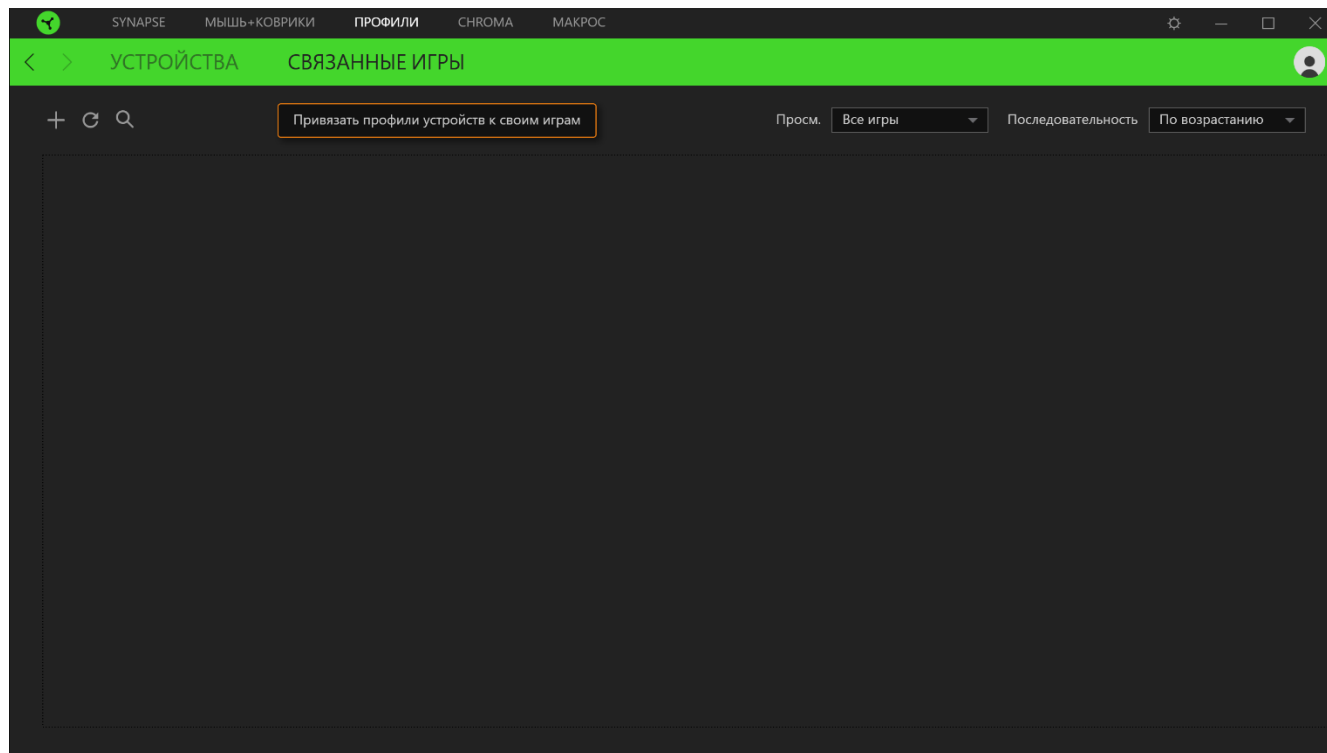 SYNAPSE МЫШЬ+КОВРИКИ ПРОФИЛИ CHROMA МАКРОС
УСТРОЙСТВА СВЯЗАННЫЕ ИГРЫ
Привязать профили устройств к своим играм Просм. Все игры Последовательность По возрастанию